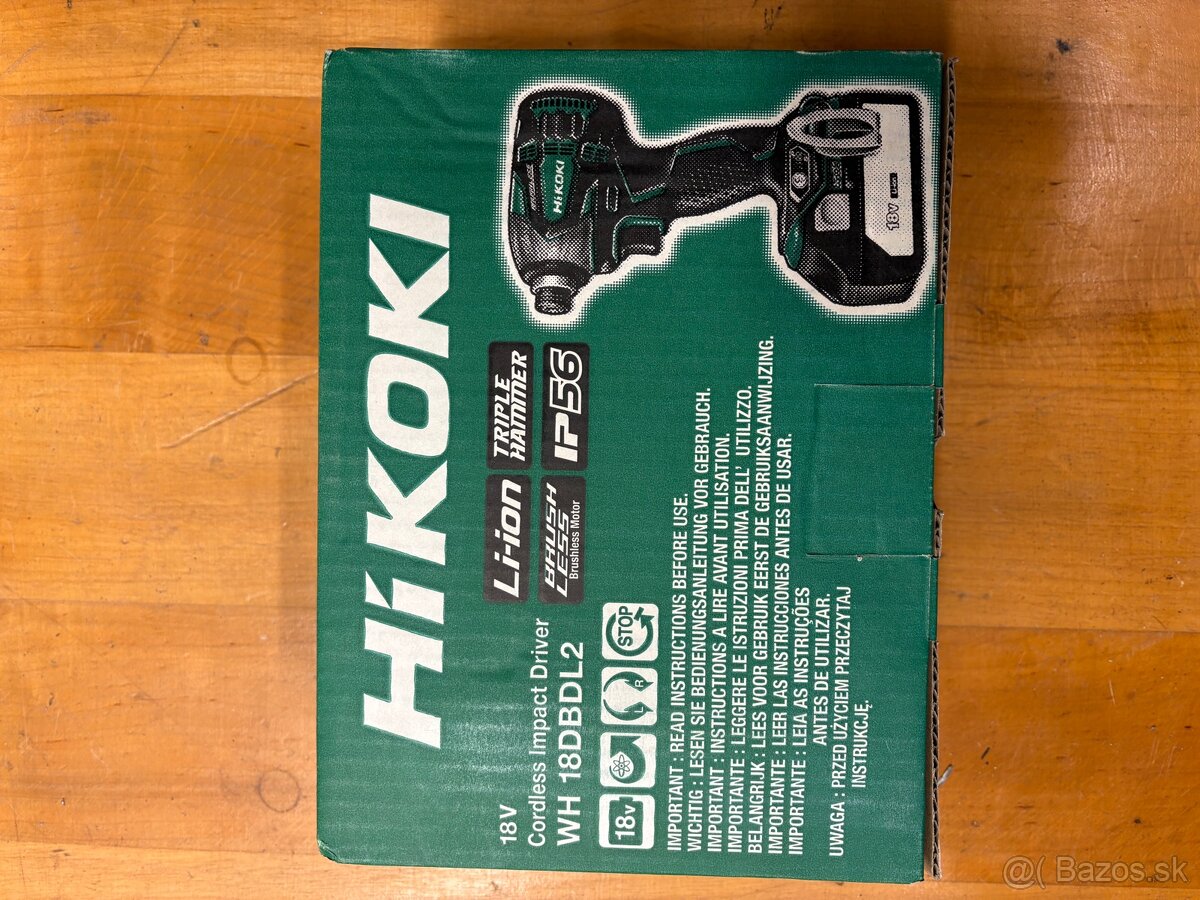 HiKOKI
Li-ion
TRIPLE
HAMMER
BRUSH
LESS
Brushless Motor
IP56
18V
Cordless Impact Driver
WH 18DBDL2
18v
L R
STOP
IMPORTANT : READ INSTRUCTIONS BEFORE USE.
WICHTIG : LESEN SIE BEDIENUNGSANLEITUNG VOR GEBRAUCH.
IMPORTANT : INSTRUCTIONS A LIRE AVANT UTILISATION.
IMPORTANTE : LEGGERE LE ISTRUZIONI PRIMA DELL' UTILIZZO.
BELANGRIJK : LEES VOOR GEBRUIK EERST DE GEBRUIKSAANWIJZING.
IMPORTANTE : LEER LAS INSTRUCCIONES ANTES DE USAR.
IMPORTANTE : LEIA AS INSTRUÇÕES
ANTES DE UTILIZAR.
UWAGA : PRZED UŻYCIEM PRZECZYTAJ
INSTRUKCJĘ.
HiKOKI
18V Li-ion
Bazos.sk